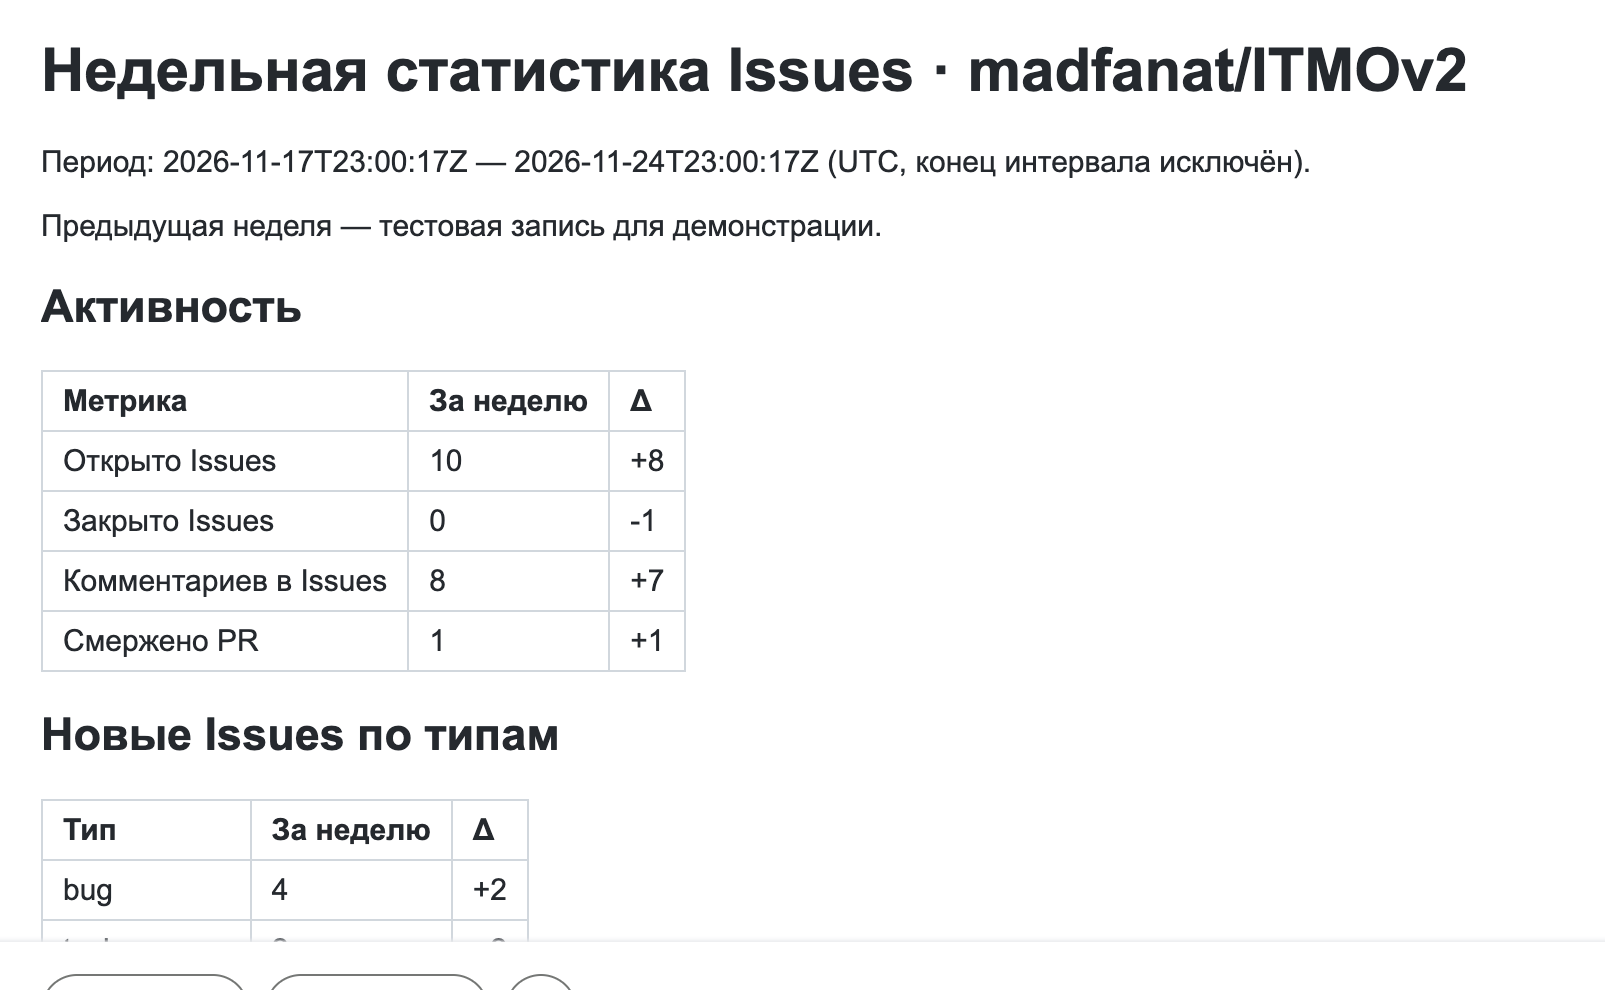 Недельная статистика Issues · madfanat/ITMOv2
Период: 2026-11-17T23:00:17Z — 2026-11-24T23:00:17Z (UTC, конец интервала исключён).
Предыдущая неделя — тестовая запись для демонстрации.
Активность
Метрика За неделю Δ
Открыто Issues 10 +8
Закрыто Issues 0 -1
Комментариев в Issues 8 +7
Смержено PR 1 +1
Новые Issues по типам
Тип За неделю Δ
bug 4 +2